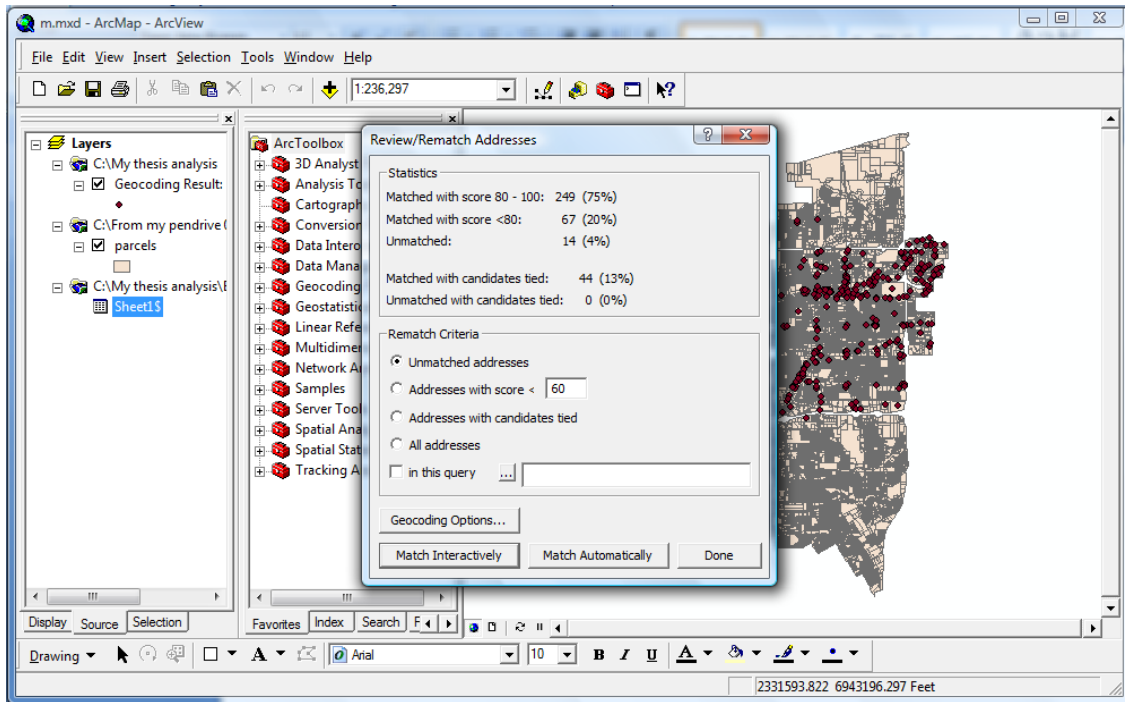 m.mxd - ArcMap - ArcView
File Edit View Insert Selection Tools Window Help
1:236,297
Layers
C:\My thesis analysis
Geocoding Result:
C:\From my pendrive
parcels
C:\My thesis analysis\
Sheet1$
ArcToolbox
3D Analyst
Analysis
Cartograph
Conversion
Data Intero
Data Mana
Geocoding
Geostatistic
Linear Refe
Multidimen
Network A
Samples
Server Tool
Spatial Ana
Spatial Stat
Tracking A
Review/Rematch Addresses
Statistics
Matched with score 80 - 100: 249 (75%)
Matched with score <80: 67 (20%)
Unmatched: 14 (4%)
Matched with candidates tied: 44 (13%)
Unmatched with candidates tied: 0 (0%)
Rematch Criteria
Unmatched addresses
Addresses with score < 60
Addresses with candidates tied
All addresses
in this query ...
Geocoding Options...
Match Interactively Match Automatically Done
Display Source Selection
Favorites Index Search F
Drawing A Arial 10 B I U A
2331593.822 6943196.297 Feet